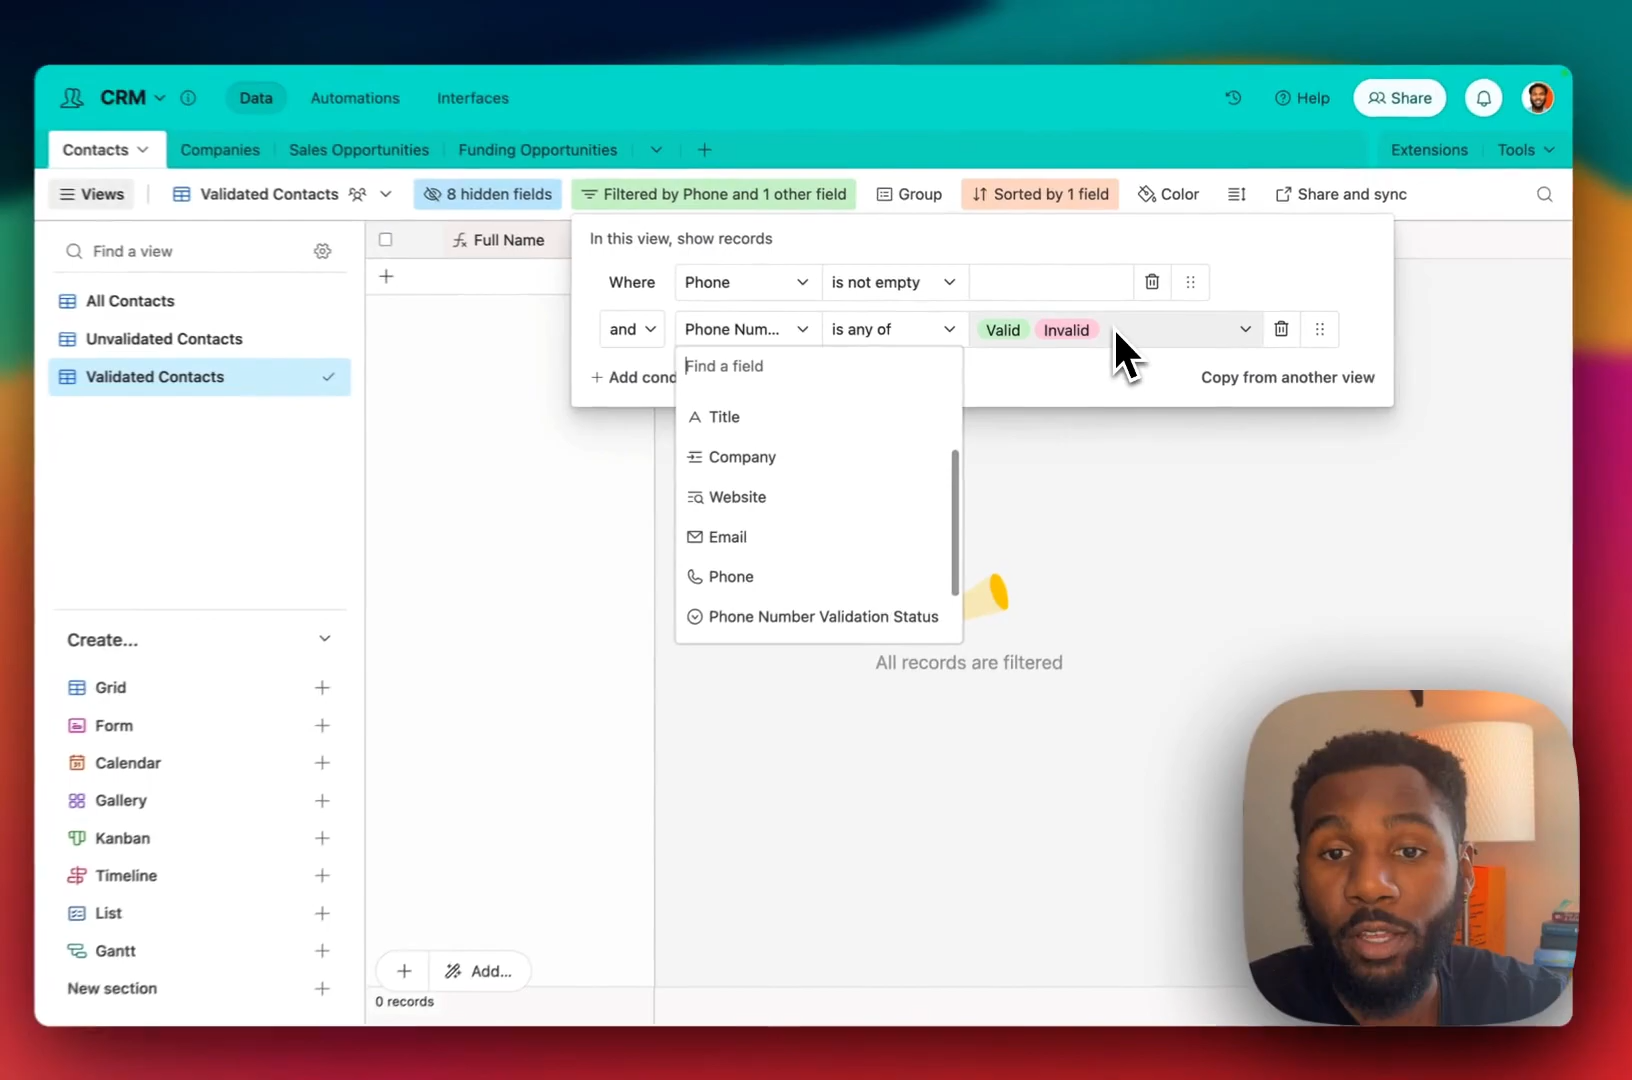 CRM
Data
Automations
Interfaces
Help
Share
Contacts
Companies
Sales Opportunities
Funding Opportunities
Extensions
Tools
Views
Validated Contacts
8 hidden fields
Filtered by Phone and 1 other field
Group
Sorted by 1 field
Color
Share and sync
Find a view
Full Name
In this view, show records
Where
Phone
is not empty
and
Phone Num...
is any of
Valid
Invalid
+ Add cond
Copy from another view
All Contacts
Unvalidated Contacts
Validated Contacts
Find a field
Title
Company
Website
Email
Phone
Phone Number Validation Status
All records are filtered
Create...
Grid
Form
Calendar
Gallery
Kanban
Timeline
List
Gantt
New section
Add...
0 records